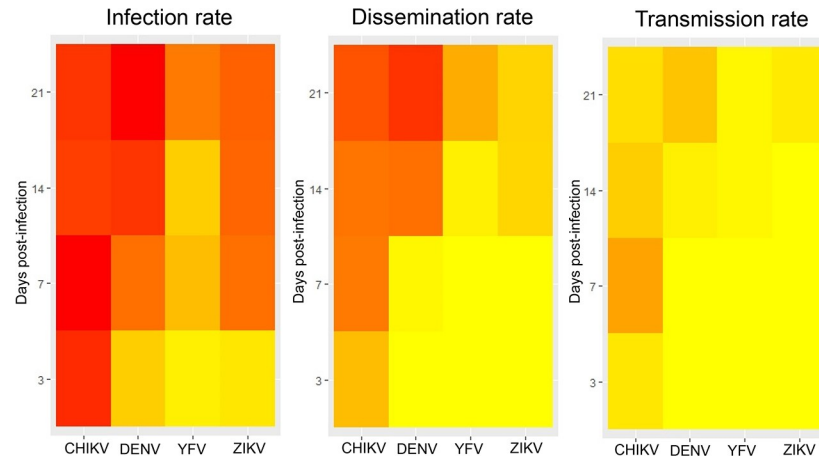 Infection rate
Days post-infection
21
14
7
3
CHIKV DENV YFV ZIKV
Dissemination rate
Days post-infection
21
14
7
3
CHIKV DENV YFV ZIKV
Transmission rate
Days post-infection
21
14
7
3
CHIKV DENV YFV ZIKV